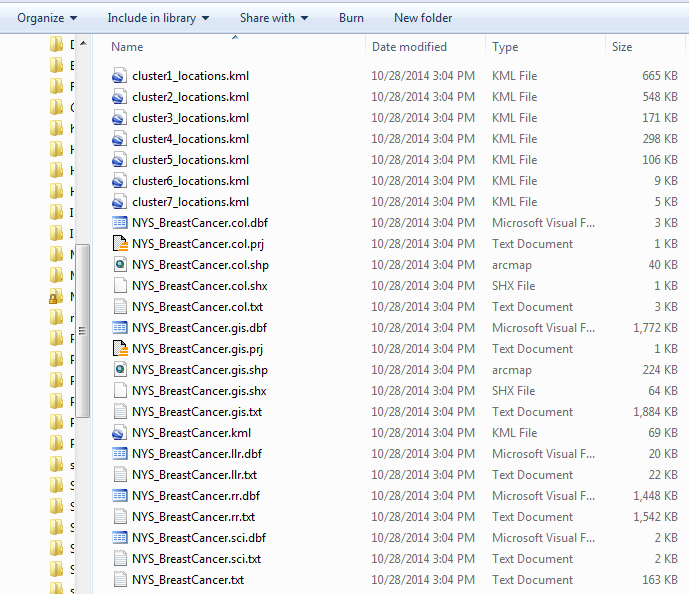 Organize Include in library Share with Burn New folder
Name Date modified Type Size
cluster1_locations.kml 10/28/2014 3:04 PM KML File 665 KB
cluster2_locations.kml 10/28/2014 3:04 PM KML File 548 KB
cluster3_locations.kml 10/28/2014 3:04 PM KML File 171 KB
cluster4_locations.kml 10/28/2014 3:04 PM KML File 298 KB
cluster5_locations.kml 10/28/2014 3:04 PM KML File 106 KB
cluster6_locations.kml 10/28/2014 3:04 PM KML File 9 KB
cluster7_locations.kml 10/28/2014 3:04 PM KML File 5 KB
NYS_BreastCancer.col.dbf 10/28/2014 3:04 PM Microsoft Visual F... 3 KB
NYS_BreastCancer.col.prj 10/28/2014 3:04 PM Text Document 1 KB
NYS_BreastCancer.col.shp 10/28/2014 3:04 PM arcmap 40 KB
NYS_BreastCancer.col.shx 10/28/2014 3:04 PM SHX File 1 KB
NYS_BreastCancer.col.txt 10/28/2014 3:04 PM Text Document 3 KB
NYS_BreastCancer.gis.dbf 10/28/2014 3:04 PM Microsoft Visual F... 1,772 KB
NYS_BreastCancer.gis.prj 10/28/2014 3:04 PM Text Document 1 KB
NYS_BreastCancer.gis.shp 10/28/2014 3:04 PM arcmap 224 KB
NYS_BreastCancer.gis.shx 10/28/2014 3:04 PM SHX File 64 KB
NYS_BreastCancer.gis.txt 10/28/2014 3:04 PM Text Document 1,884 KB
NYS_BreastCancer.kml 10/28/2014 3:04 PM KML File 69 KB
NYS_BreastCancer.llr.dbf 10/28/2014 3:04 PM Microsoft Visual F... 20 KB
NYS_BreastCancer.llr.txt 10/28/2014 3:04 PM Text Document 22 KB
NYS_BreastCancer.rr.dbf 10/28/2014 3:04 PM Microsoft Visual F... 1,448 KB
NYS_BreastCancer.rr.txt 10/28/2014 3:04 PM Text Document 1,542 KB
NYS_BreastCancer.sci.dbf 10/28/2014 3:04 PM Microsoft Visual F... 2 KB
NYS_BreastCancer.sci.txt 10/28/2014 3:04 PM Text Document 2 KB
NYS_BreastCancer.txt 10/28/2014 3:04 PM Text Document 163 KB